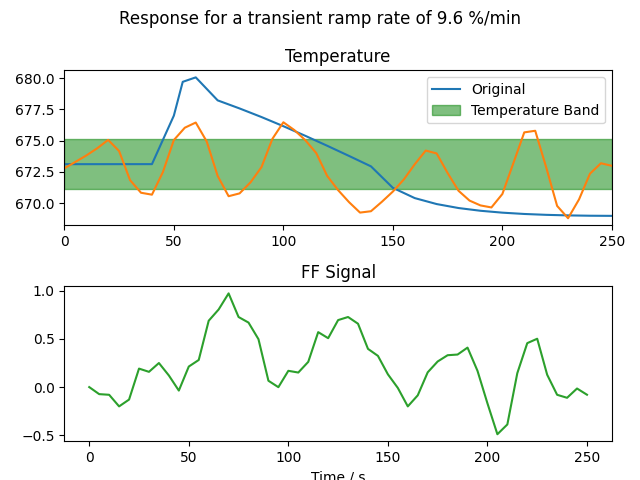 Response for a transient ramp rate of 9.6 %/min
Temperature
680.0
677.5
675.0
672.5
670.0
Original
Temperature Band
0 50 100 150 200 250
FF Signal
1.0
0.5
0.0
−0.5
0 50 100 150 200 250
Time / s